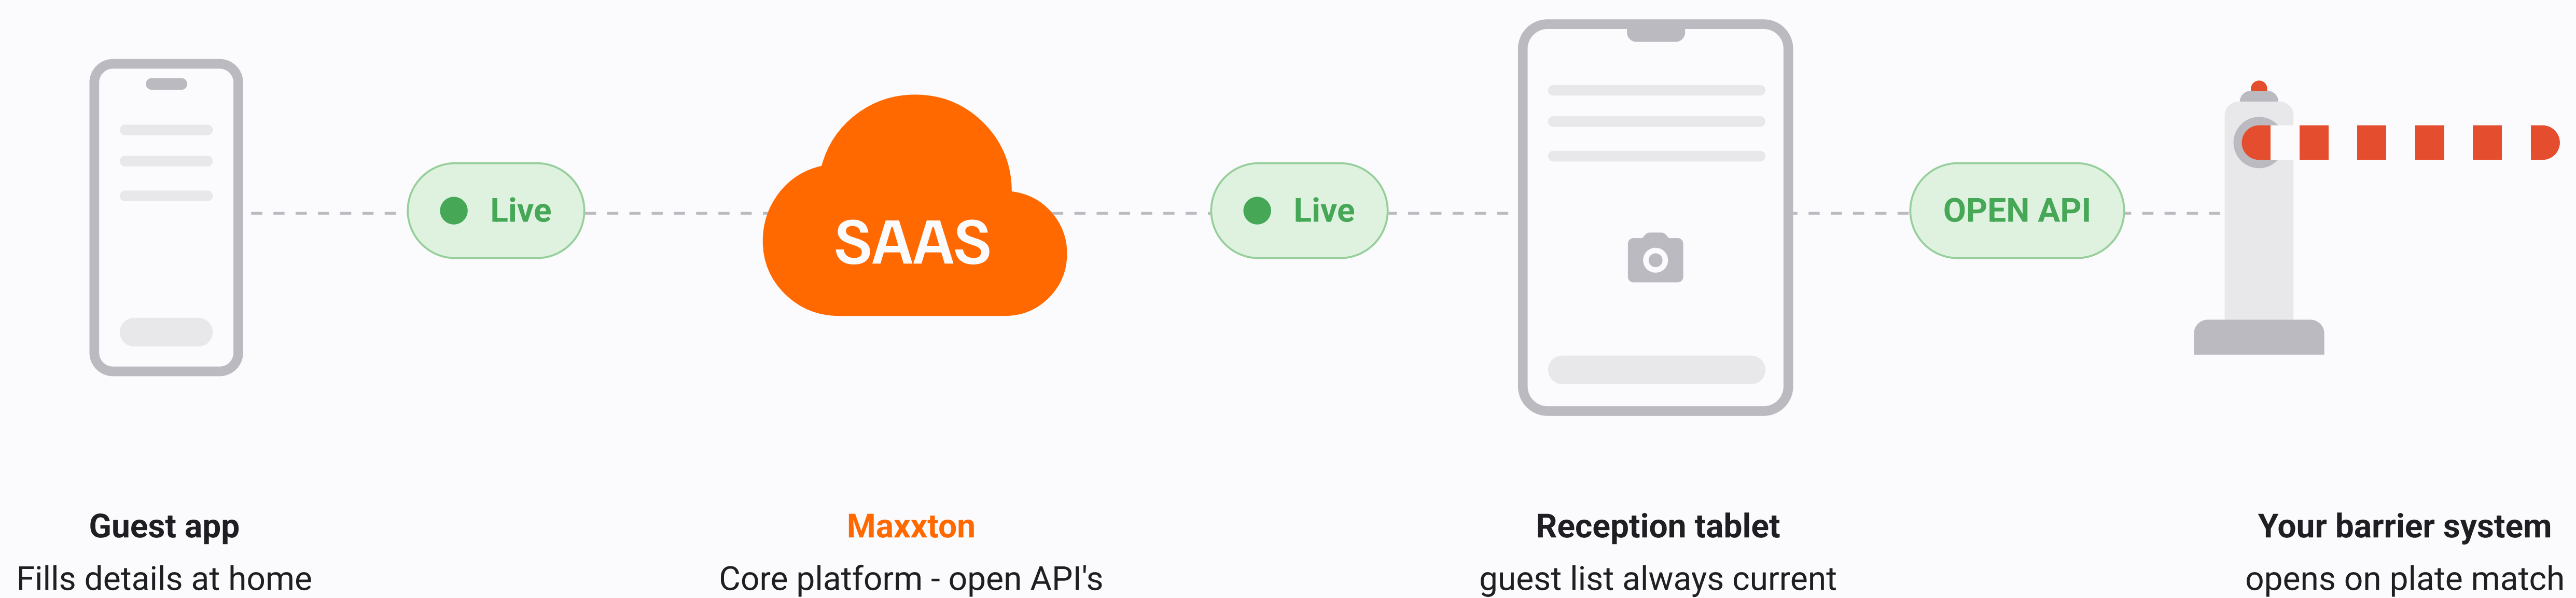 Live
SAAS
Live
OPEN API
Guest app
Fills details at home
Maxxton
Core platform - open API's
Reception tablet
guest list always current
Your barrier system
opens on plate match